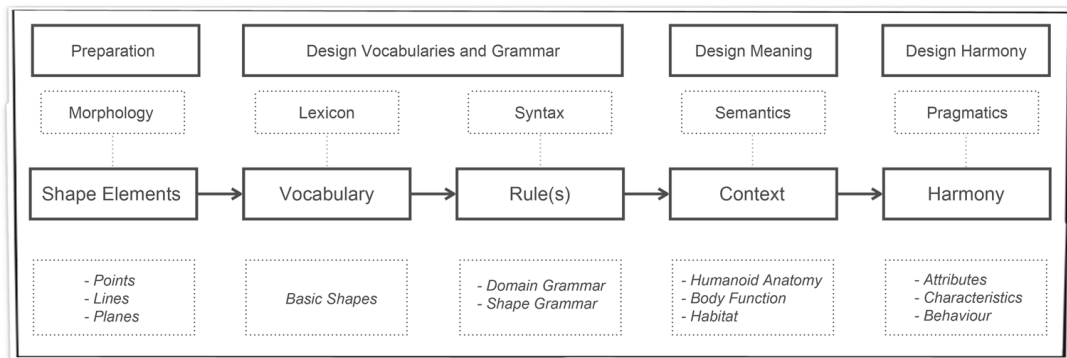 Preparation
Design Vocabularies and Grammar
Design Meaning
Design Harmony
Morphology
Lexicon
Syntax
Semantics
Pragmatics
Shape Elements
Vocabulary
Rule(s)
Context
Harmony
- Points
- Lines
- Planes
Basic Shapes
- Domain Grammar
- Shape Grammar
- Humanoid Anatomy
- Body Function
- Habitat
- Attributes
- Characteristics
- Behaviour